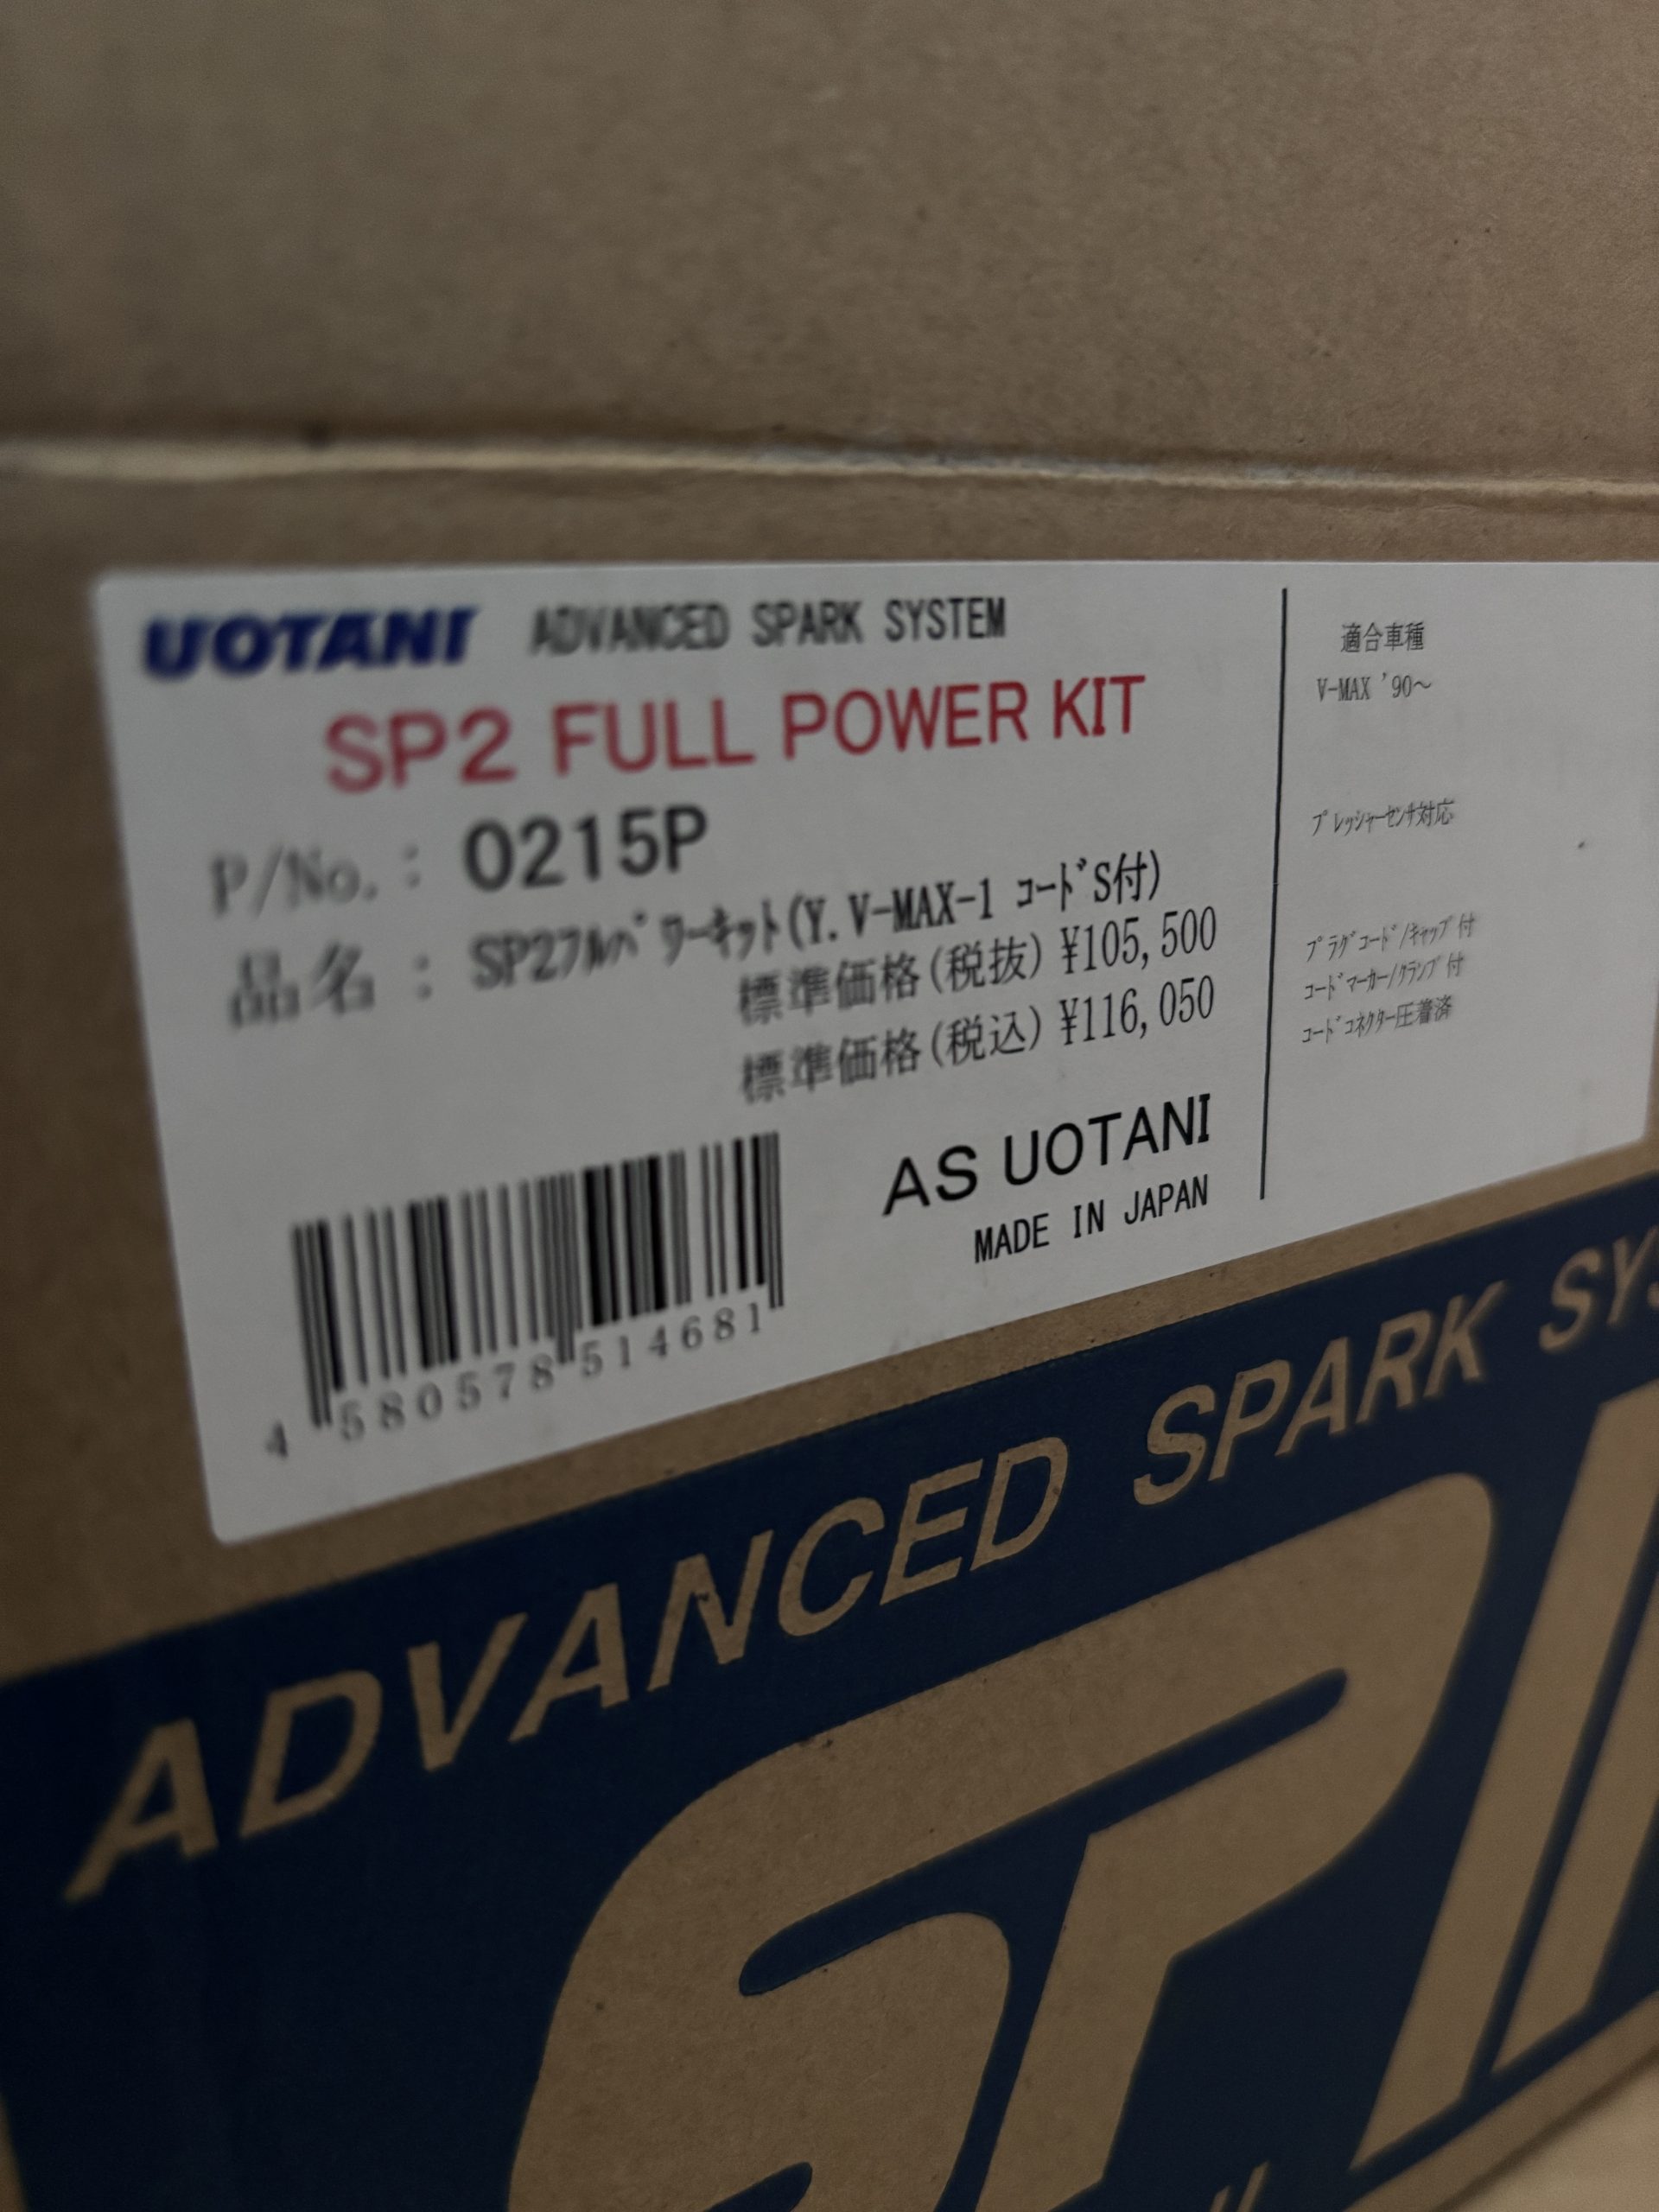 UOTANI ADVANCED SPARK SYSTEM
SP2 FULL POWER KIT
P/No. : 0215P
品名 : SP2ﾌﾙﾊﾟﾜｰｷｯﾄ(Y.V-MAX-1 ｺｰﾄﾞS付)
標準価格(税抜) ¥105,500
標準価格(税込) ¥116,050
4 580578 514681
AS UOTANI
MADE IN JAPAN
適合車種
V-MAX '90～
ﾌﾟﾚｯｼｬｰｾﾝｻ対応
ﾌﾟﾗｸﾞｺｰﾄﾞ/ｷｬｯﾌﾟ付
ｺｰﾄﾞﾏｰｶｰ/ｸﾗﾝﾌﾟ付
ｺｰﾄﾞｺﾈｸﾀｰ圧着済
ADVANCED SPARK SYS
SPII